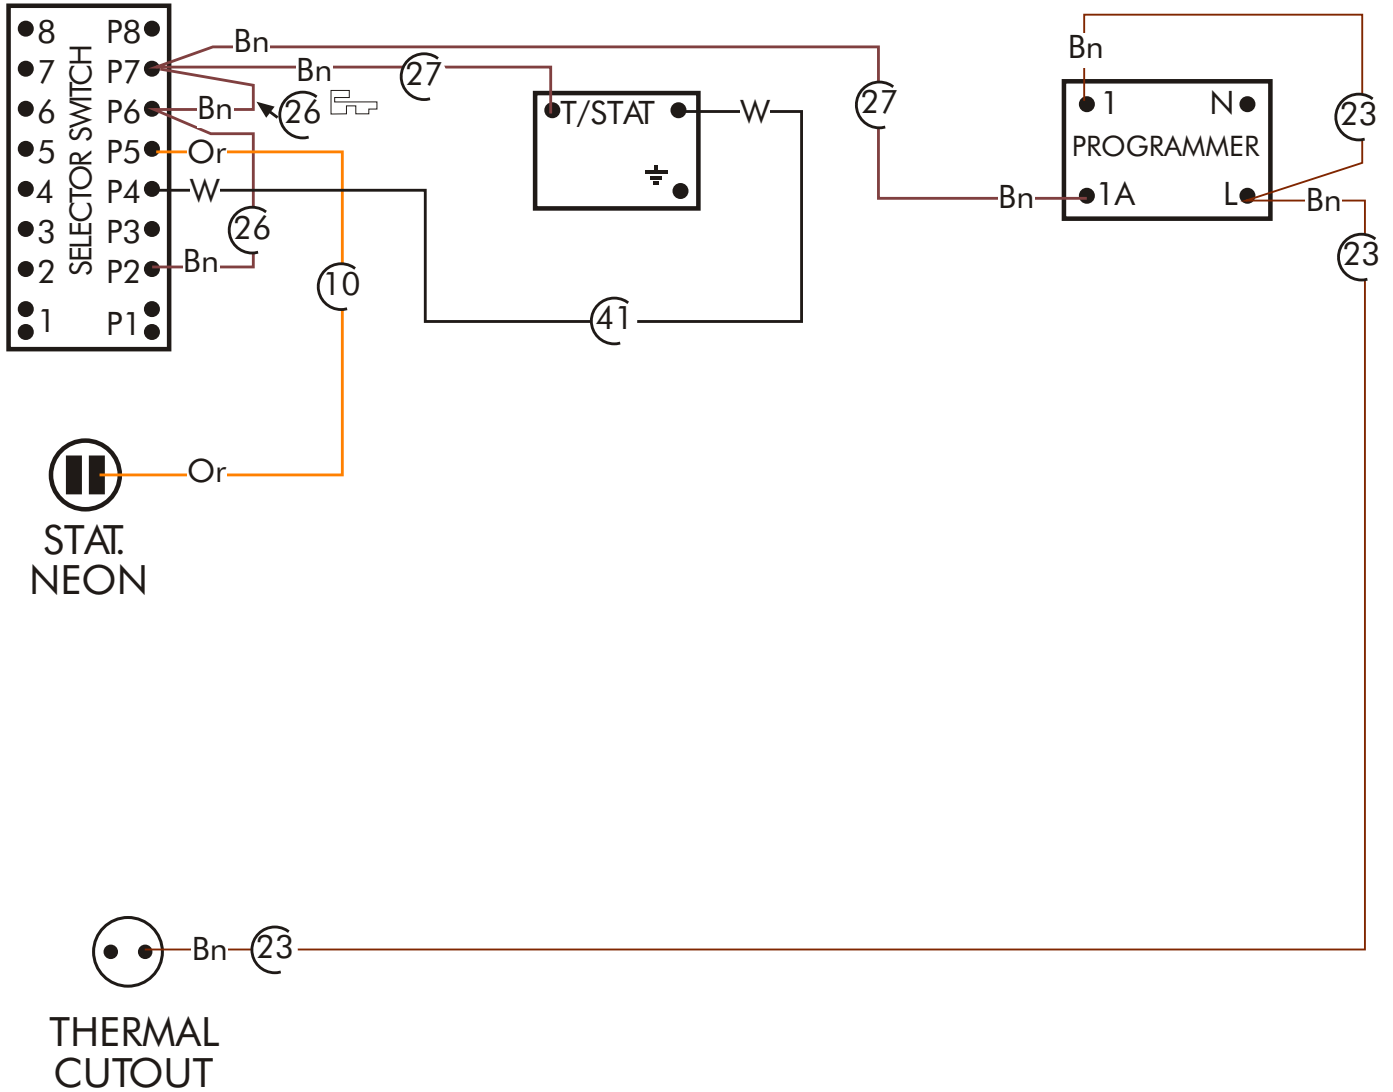 8 P8
7 P7
6 P6
5 P5
4 P4
3 P3
2 P2
1 P1
SELECTOR SWITCH
Bn
Bn
27
Bn
26
Or
W
26
Bn
10
T/STAT
W
41
27
Bn
Bn
1 N
PROGRAMMER
1A L
23
Bn
23
Or
STAT.
NEON
Bn
23
THERMAL
CUTOUT